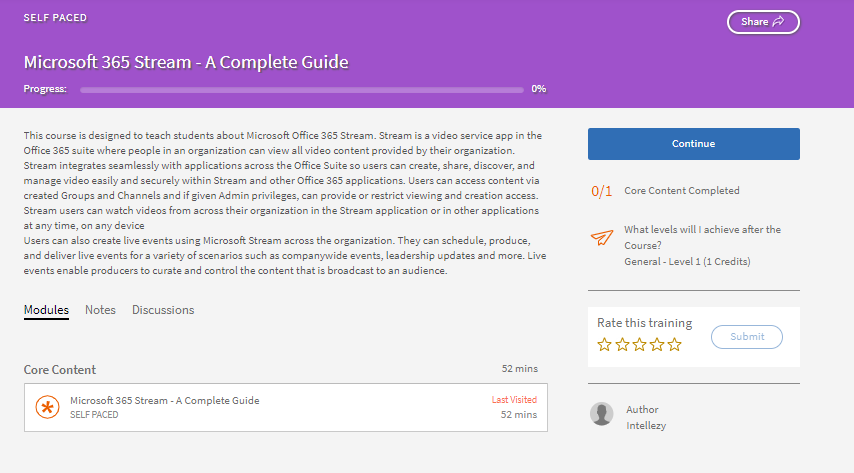 SELF PACED
Share
Microsoft 365 Stream - A Complete Guide
Progress:
0%
This course is designed to teach students about Microsoft Office 365 Stream. Stream is a video service app in the
Office 365 suite where people in an organization can view all video content provided by their organization.
Stream integrates seamlessly with applications across the Office Suite so users can create, share, discover, and
manage video easily and securely within Stream and other Office 365 applications. Users can access content via
created Groups and Channels and if given Admin privileges, can provide or restrict viewing and creation access.
Stream users can watch videos from across their organization in the Stream application or in other applications
at any time, on any device
Users can also create live events using Microsoft Stream across the organization. They can schedule, produce,
and deliver live events for a variety of scenarios such as companywide events, leadership updates and more. Live
events enable producers to curate and control the content that is broadcast to an audience.
Modules Notes Discussions
Core Content 52 mins
Microsoft 365 Stream - A Complete Guide Last Visited
SELF PACED 52 mins
Continue
0/1 Core Content Completed
What levels will I achieve after the
Course?
General - Level 1 (1 Credits)
Rate this training
Submit
Author
Intellezy